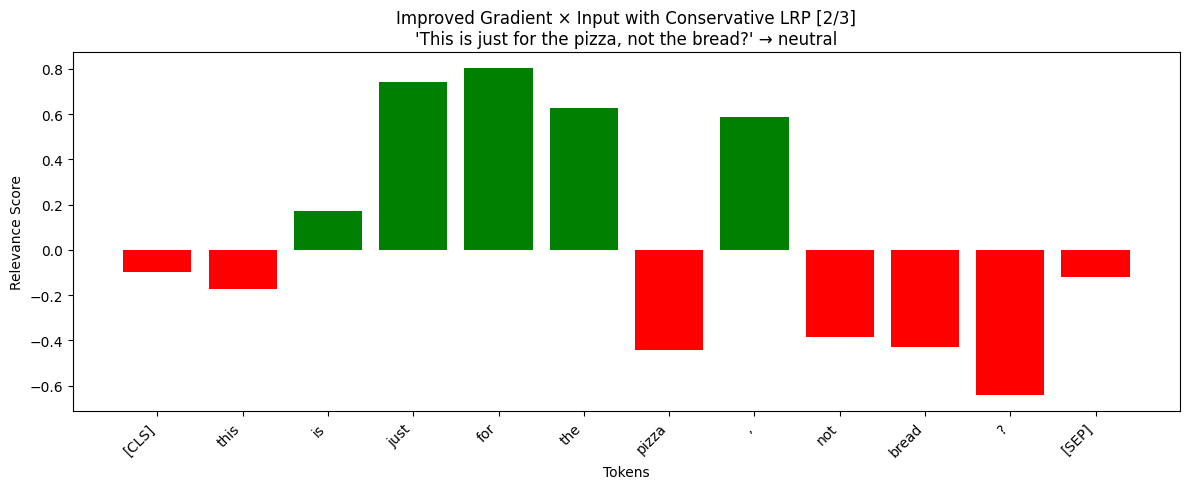 Improved Gradient × Input with Conservative LRP [2/3]
'This is just for the pizza, not the bread?' → neutral
Relevance Score
0.8
0.6
0.4
0.2
0.0
−0.2
−0.4
−0.6
[CLS]
this
is
just
for
the
pizza
,
not
bread
?
[SEP]
Tokens